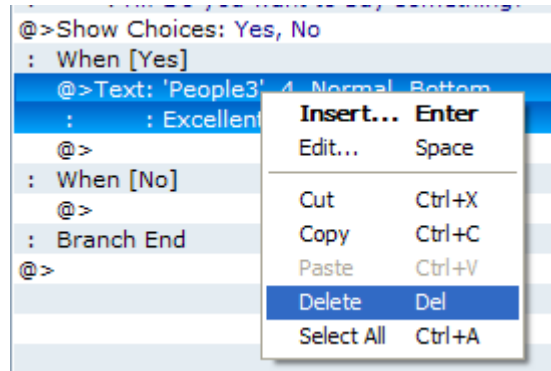 @>Show Choices: Yes, No
: When [Yes]
@>Text: 'People3', 4, Normal, Bottom
: : Excellent
@>
: When [No]
@>
: Branch End
@>
Insert... Enter
Edit... Space
Cut Ctrl+X
Copy Ctrl+C
Paste Ctrl+V
Delete Del
Select All Ctrl+A